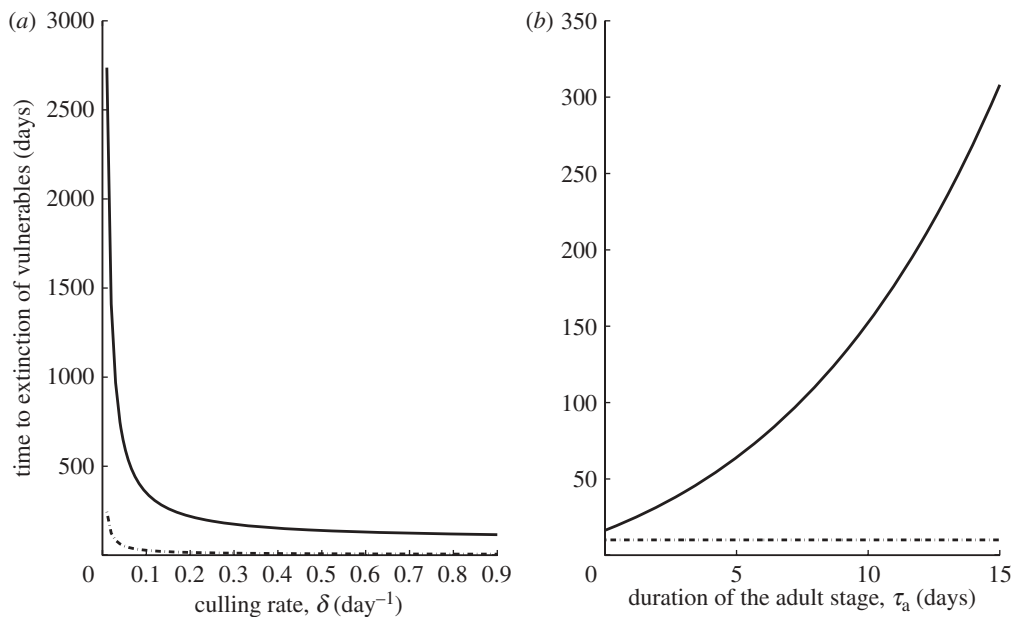 (a)
3000
2500
2000
1500
1000
500
0
0.1 0.2 0.3 0.4 0.5 0.6 0.7 0.8 0.9
time to extinction of vulnerables (days)
culling rate, δ (day⁻¹)
(b)
350
300
250
200
150
100
50
0 5 10 15
duration of the adult stage, τₐ (days)